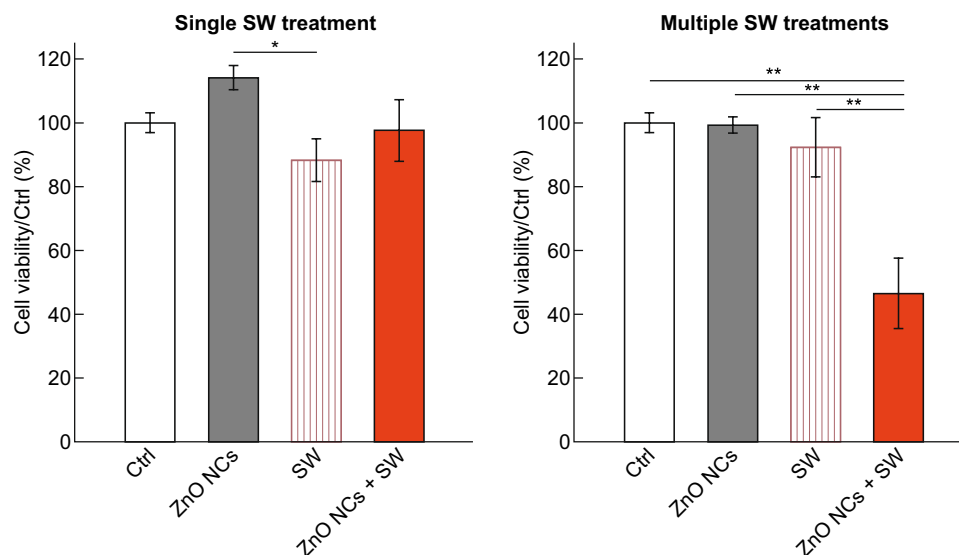 Single SW treatment
Cell viability/Ctrl (%)
120
100
80
60
40
20
0
*
Ctrl
ZnO NCs
SW
ZnO NCs + SW
Multiple SW treatments
Cell viability/Ctrl (%)
120
100
80
60
40
20
0
**
**
**
Ctrl
ZnO NCs
SW
ZnO NCs + SW